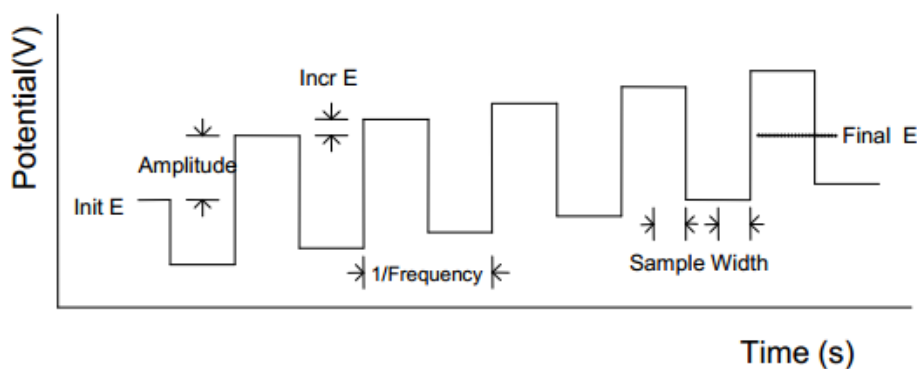 Potential(V)
Incr E
Amplitude
Init E
Final E
Sample Width
1/Frequency
Time (s)